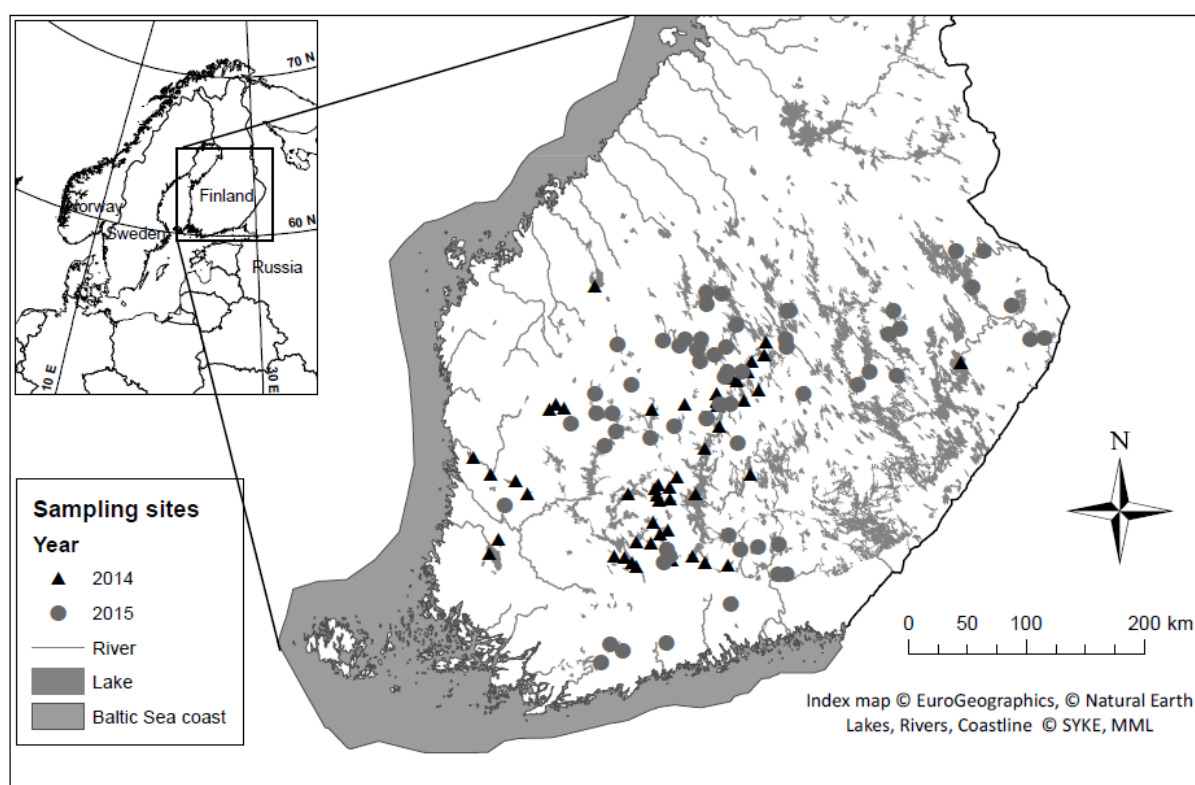 70 N
Finland
Norway
Sweden
60 N
Russia
10 E
30 E
Sampling sites
Year
2014
2015
River
Lake
Baltic Sea coast
N
0 50 100 200 km
Index map © EuroGeographics, © Natural Earth
Lakes, Rivers, Coastline © SYKE, MML